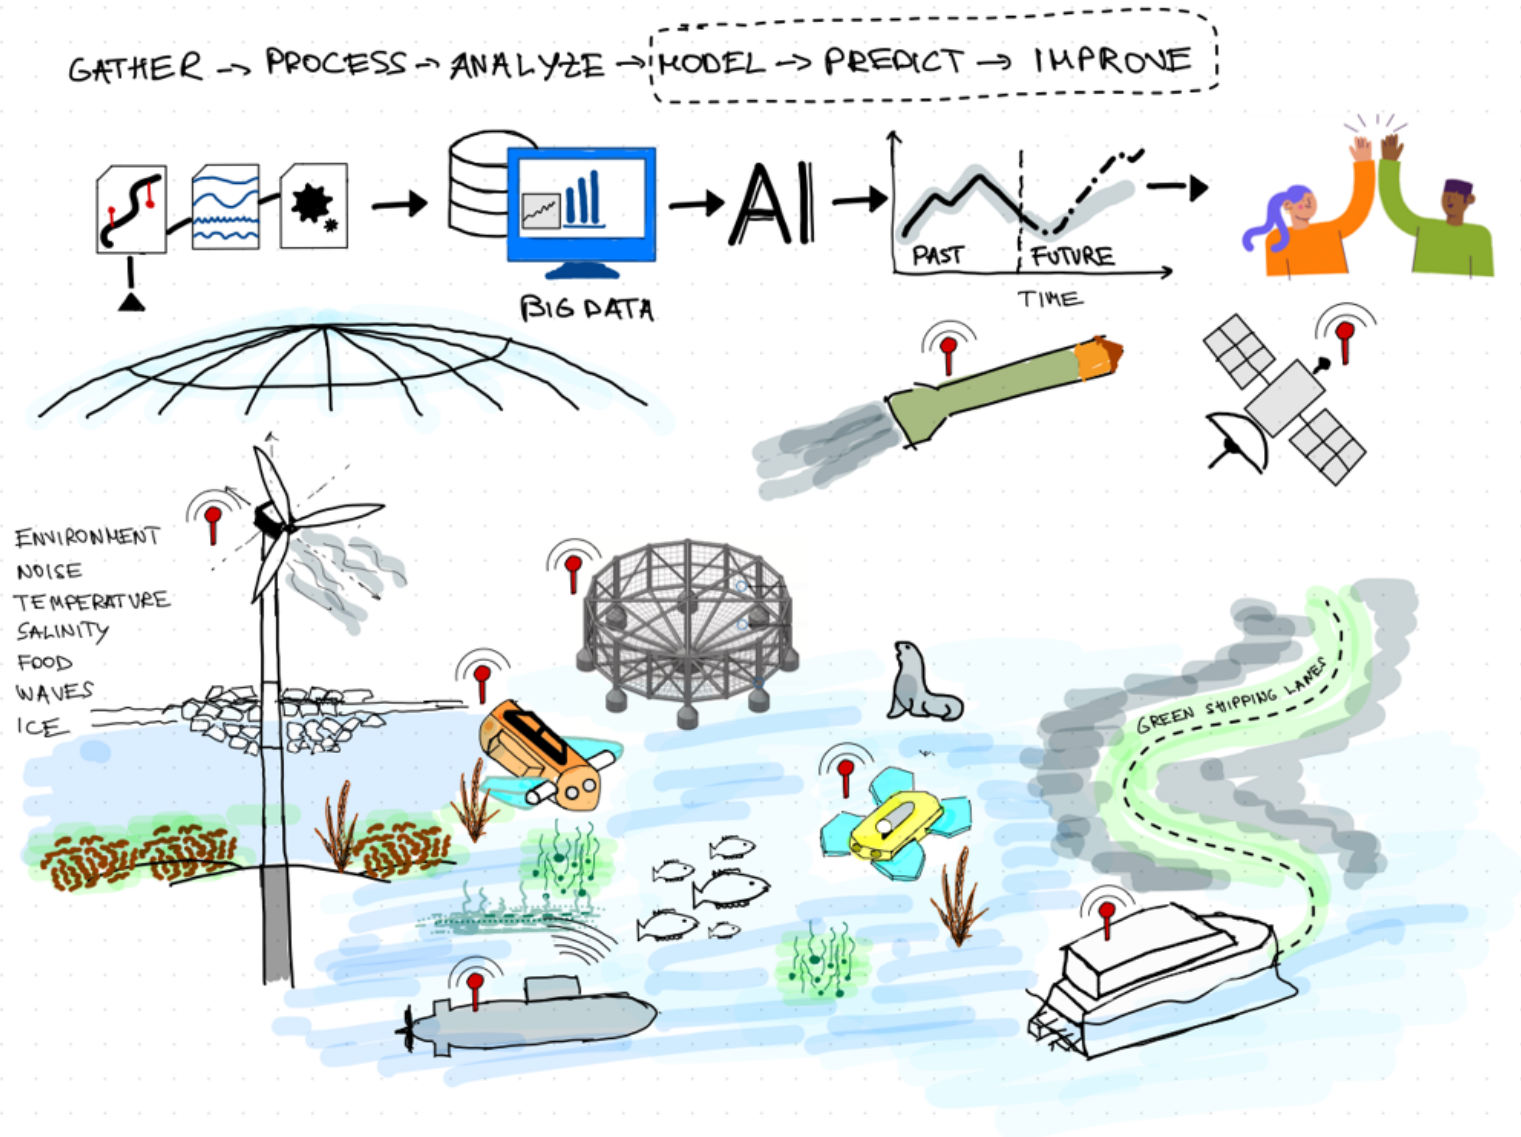 GATHER → PROCESS → ANALYZE → MODEL → PREDICT → IMPROVE
AI
PAST
FUTURE
BIG DATA
TIME
ENVIRONMENT
NOISE
TEMPERATURE
SALINITY
FOOD
WAVES
ICE
GREEN SHIPPING LANES